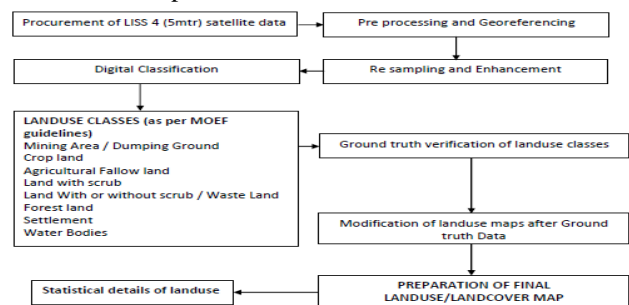 Procurement of LISS 4 (5mtr) satellite data
Pre processing and Georeferencing
Digital Classification
Re sampling and Enhancement
LANDUSE CLASSES (as per MOEF
guidelines)
Mining Area / Dumping Ground
Crop land
Agricultural Fallow land
Land with scrub
Land With or without scrub / Waste Land
Forest land
Settlement
Water Bodies
Ground truth verification of landuse classes
Modification of landuse maps after Ground
truth Data
Statistical details of landuse
PREPARATION OF FINAL
LANDUSE/LANDCOVER MAP